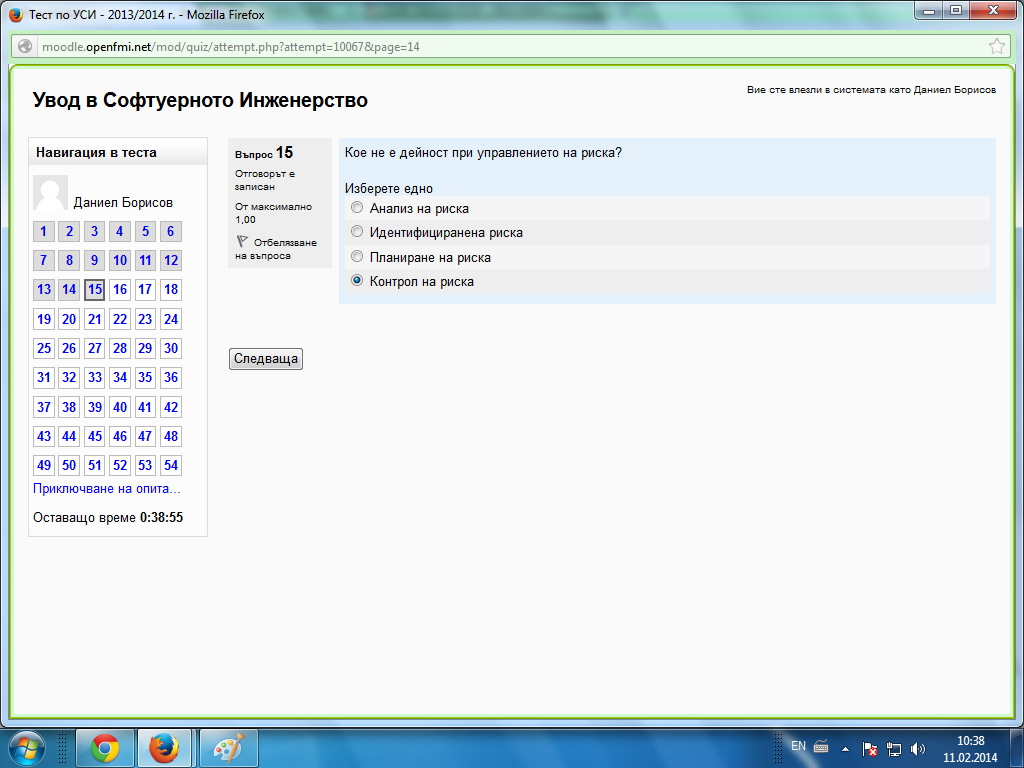 Тест по УСИ - 2013/2014 г. - Mozilla Firefox
moodle.openfmi.net/mod/quiz/attempt.php?attempt=10067&page=14
Увод в Софтуерното Инженерство
Вие сте влезли в системата като Даниел Борисов
Навигация в теста
Даниел Борисов
1 2 3 4 5 6
7 8 9 10 11 12
13 14 15 16 17 18
19 20 21 22 23 24
25 26 27 28 29 30
31 32 33 34 35 36
37 38 39 40 41 42
43 44 45 46 47 48
49 50 51 52 53 54
Приключване на опита...
Оставащо време 0:38:55
Въпрос 15
Отговорът е
записан
От максимално
1,00
Отбелязване
на въпроса
Кое не е дейност при управлението на риска?
Изберете едно
Анализ на риска
Идентифициранена риска
Планиране на риска
Контрол на риска
Следваща
EN
10:38
11.02.2014